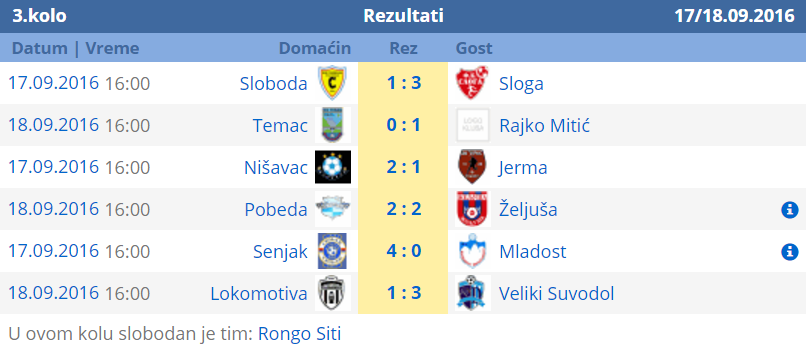 3.kolo Rezultati 17/18.09.2016
Datum | Vreme Domaćin Rez Gost
17.09.2016 16:00 Sloboda 1 : 3 Sloga
18.09.2016 16:00 Temac 0 : 1 LOGO KLUBA Rajko Mitić
17.09.2016 16:00 Nišavac 2 : 1 Jerma
18.09.2016 16:00 Pobeda 2 : 2 Željuša
17.09.2016 16:00 Senjak 4 : 0 Mladost
18.09.2016 16:00 Lokomotiva 1 : 3 Veliki Suvodol
U ovom kolu slobodan je tim: Rongo Siti